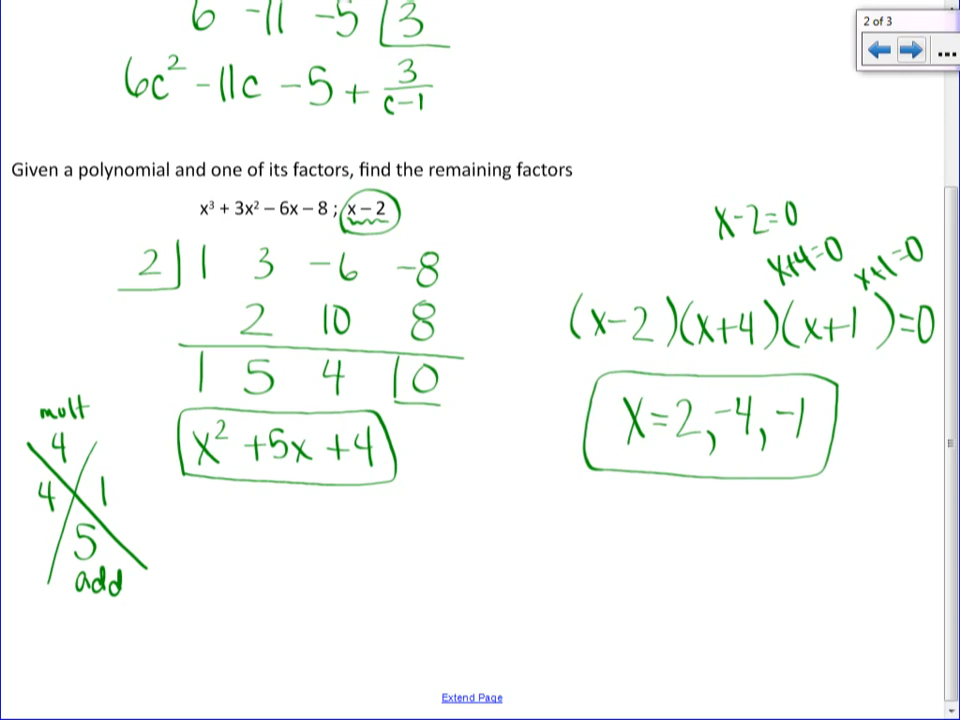 2 of 3
6 -11 -5 3
6c² - 11c - 5 + 3/(c-1)
Given a polynomial and one of its factors, find the remaining factors
x³ + 3x² – 6x – 8 ; x – 2
x-2=0
x+4=0
x+1=0
2 1 3 -6 -8
2 10 8
(x-2)(x+4)(x+1)=0
1 5 4 0
x² +5x +4
x=2,-4,-1
mult
4
4 1
5
add
Extend Page